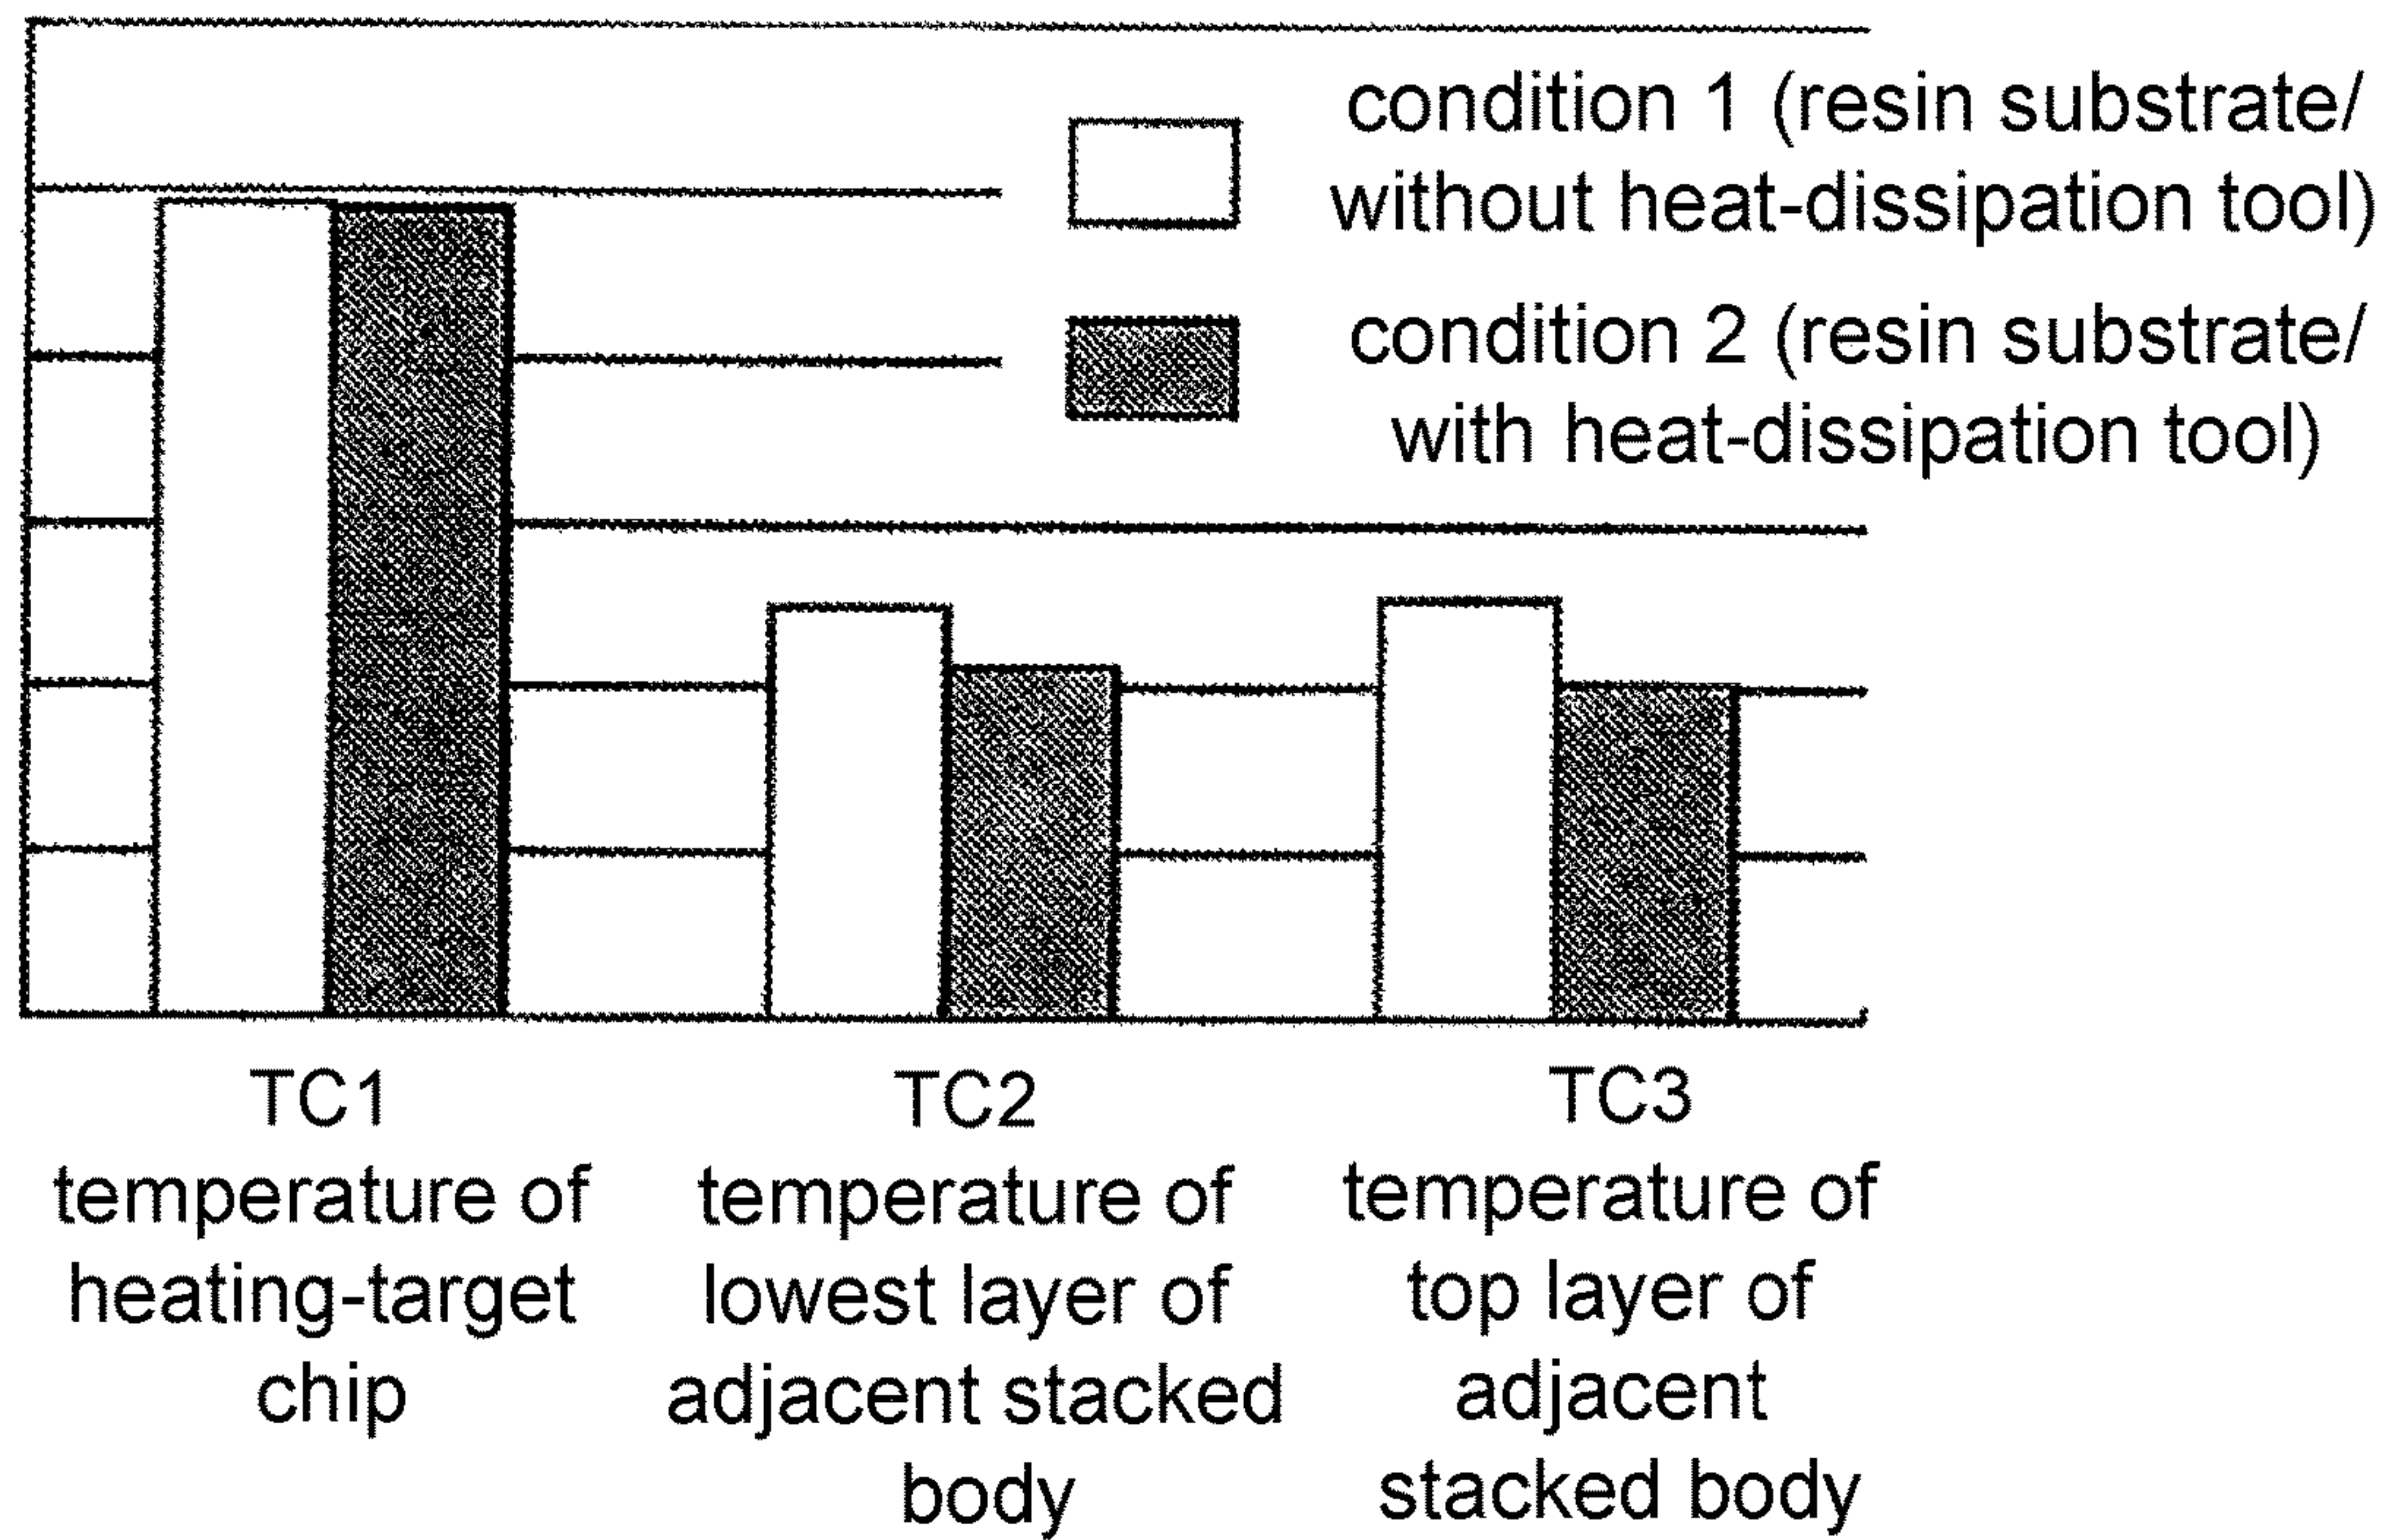 condition 1 (resin substrate/
without heat-dissipation tool)
condition 2 (resin substrate/
with heat-dissipation tool)
TC1
temperature of
heating-target
chip
TC2
temperature of
lowest layer of
adjacent stacked
body
TC3
temperature of
top layer of
adjacent
stacked body